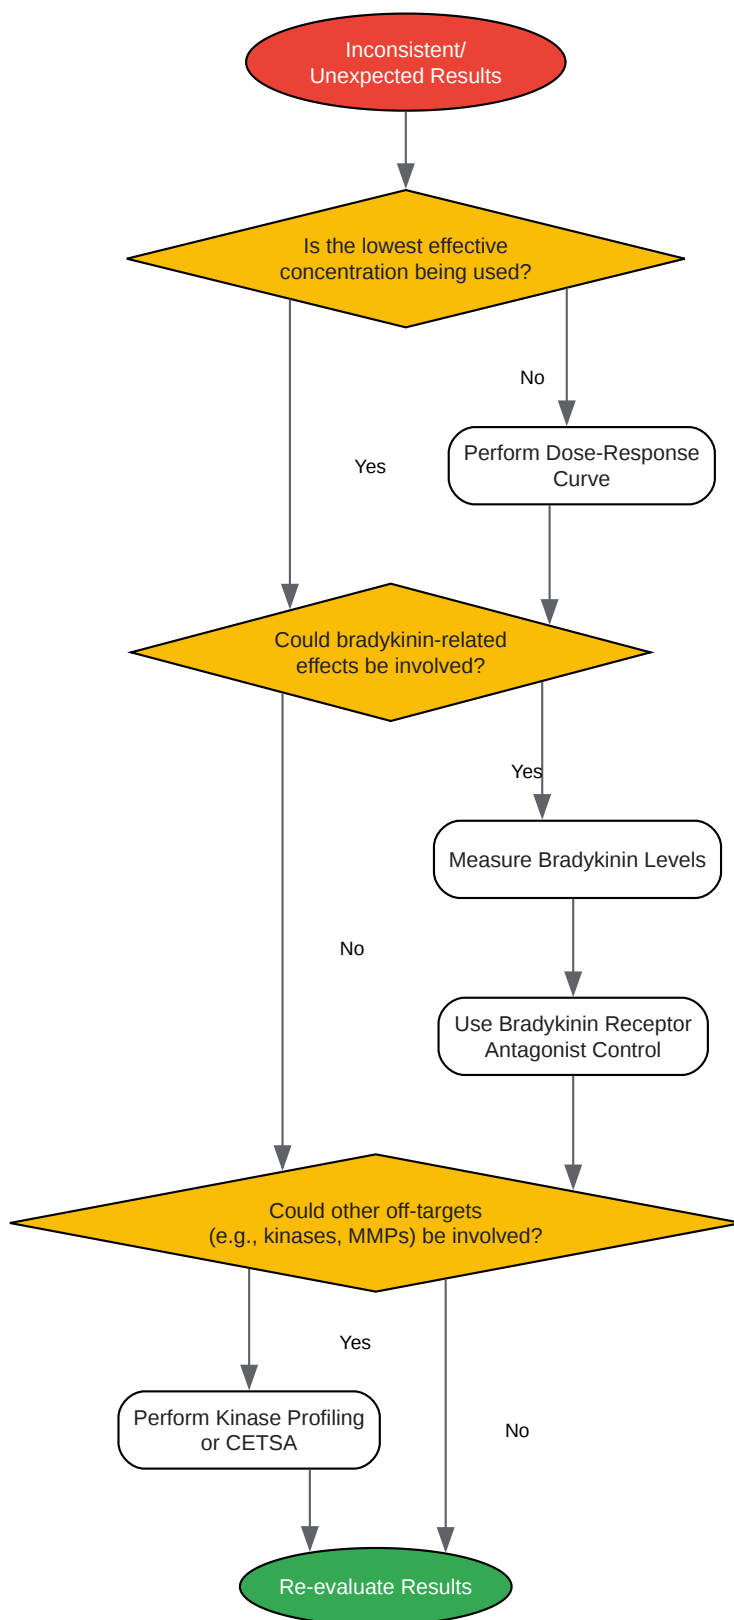 Inconsistent/
Unexpected Results
Is the lowest effective
concentration being used?
No
Perform Dose-Response
Curve
Yes
Could bradykinin-related
effects be involved?
Yes
Measure Bradykinin Levels
No
Use Bradykinin Receptor
Antagonist Control
Could other off-targets
(e.g., kinases, MMPs) be involved?
Yes
Perform Kinase Profiling
or CETSA
No
Re-evaluate Results